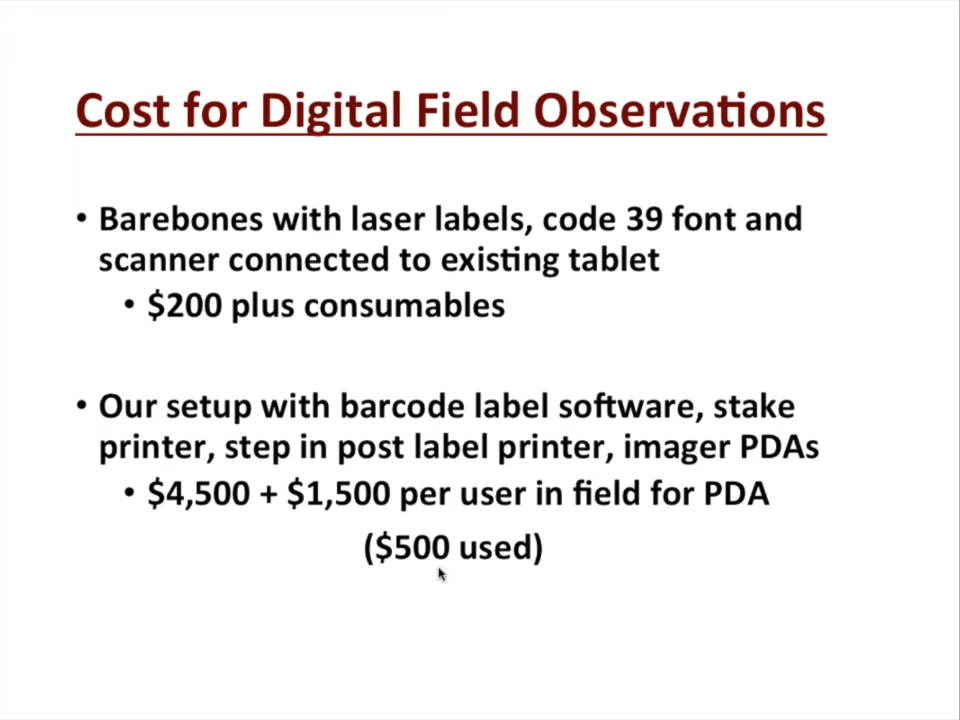 Cost for Digital Field Observations
• Barebones with laser labels, code 39 font and
scanner connected to existing tablet
• $200 plus consumables
• Our setup with barcode label software, stake
printer, step in post label printer, imager PDAs
• $4,500 + $1,500 per user in field for PDA
($500 used)